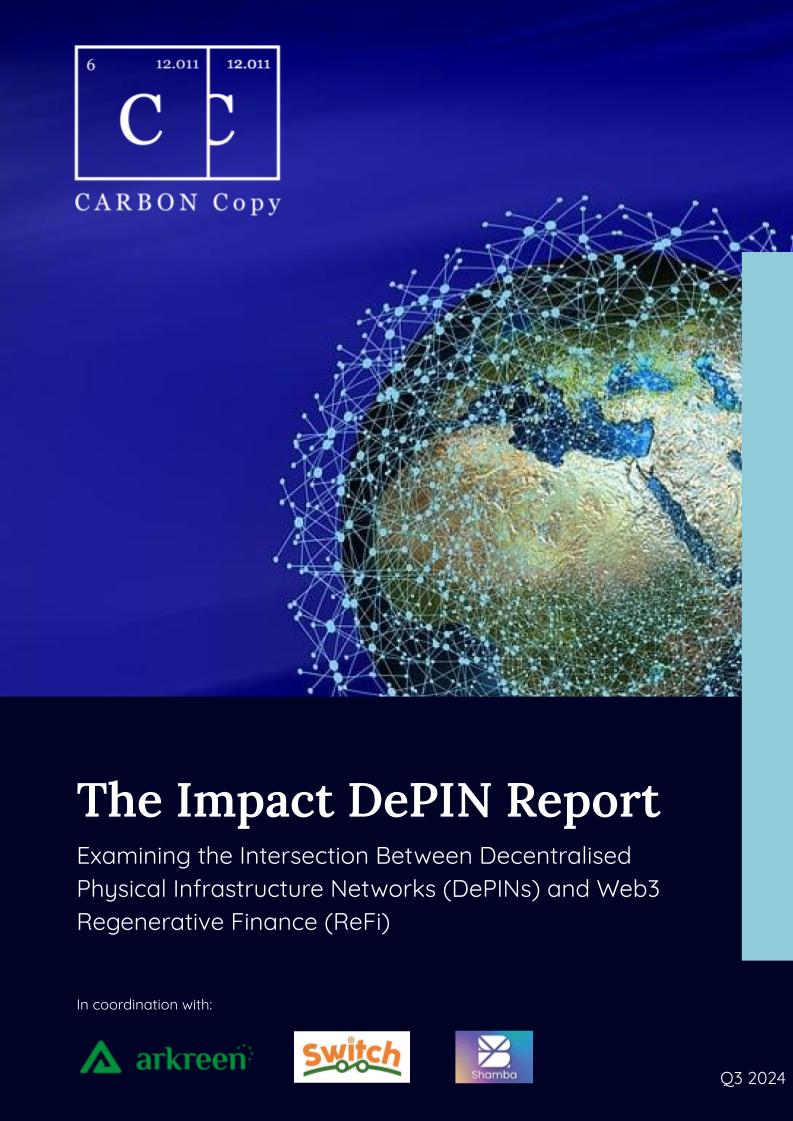 6 12.011 12.011
C C
CARBON Copy
The Impact DePIN Report
Examining the Intersection Between Decentralised
Physical Infrastructure Networks (DePINs) and Web3
Regenerative Finance (ReFi)
In coordination with:
arkreen
Switch
Shamba
Q3 2024